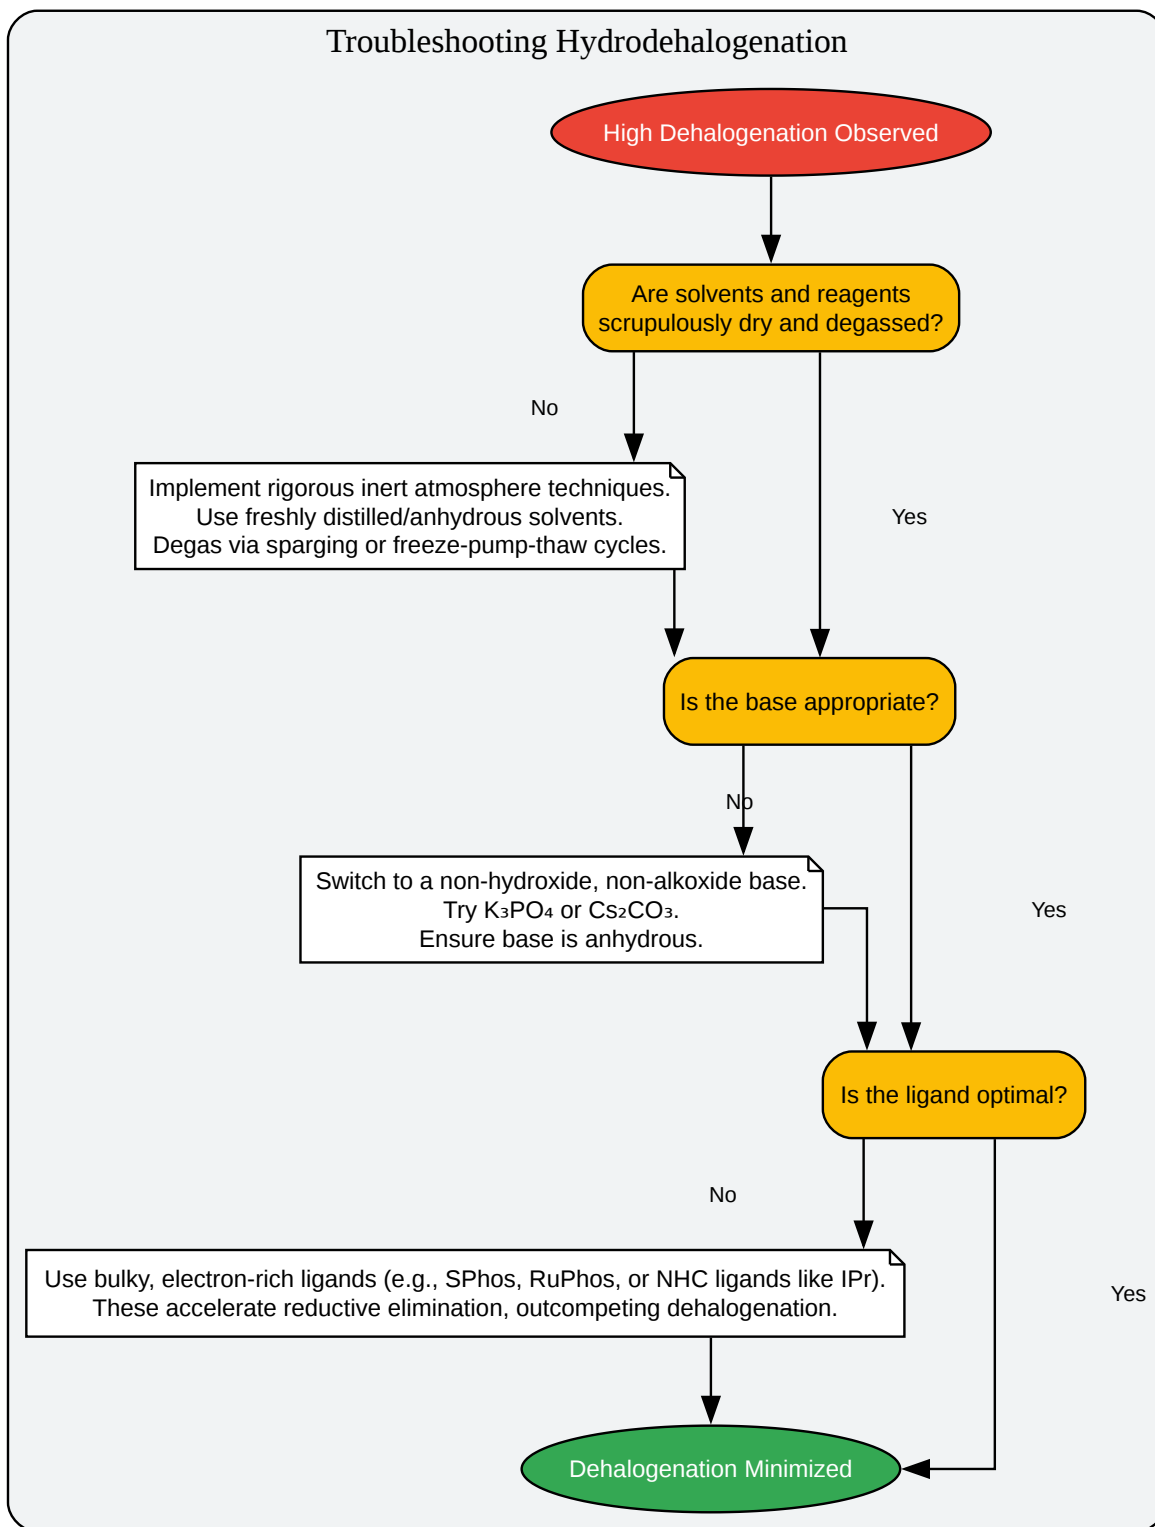 Troubleshooting Hydrodehalogenation
High Dehalogenation Observed
Are solvents and reagents
scrupulously dry and degassed?
No
Implement rigorous inert atmosphere techniques.
Use freshly distilled/anhydrous solvents.
Degas via sparging or freeze-pump-thaw cycles.
Yes
Is the base appropriate?
No
Switch to a non-hydroxide, non-alkoxide base.
Try K₃PO₄ or Cs₂CO₃.
Ensure base is anhydrous.
Yes
Is the ligand optimal?
No
Use bulky, electron-rich ligands (e.g., SPhos, RuPhos, or NHC ligands like IPr).
These accelerate reductive elimination, outcompeting dehalogenation.
Yes
Dehalogenation Minimized